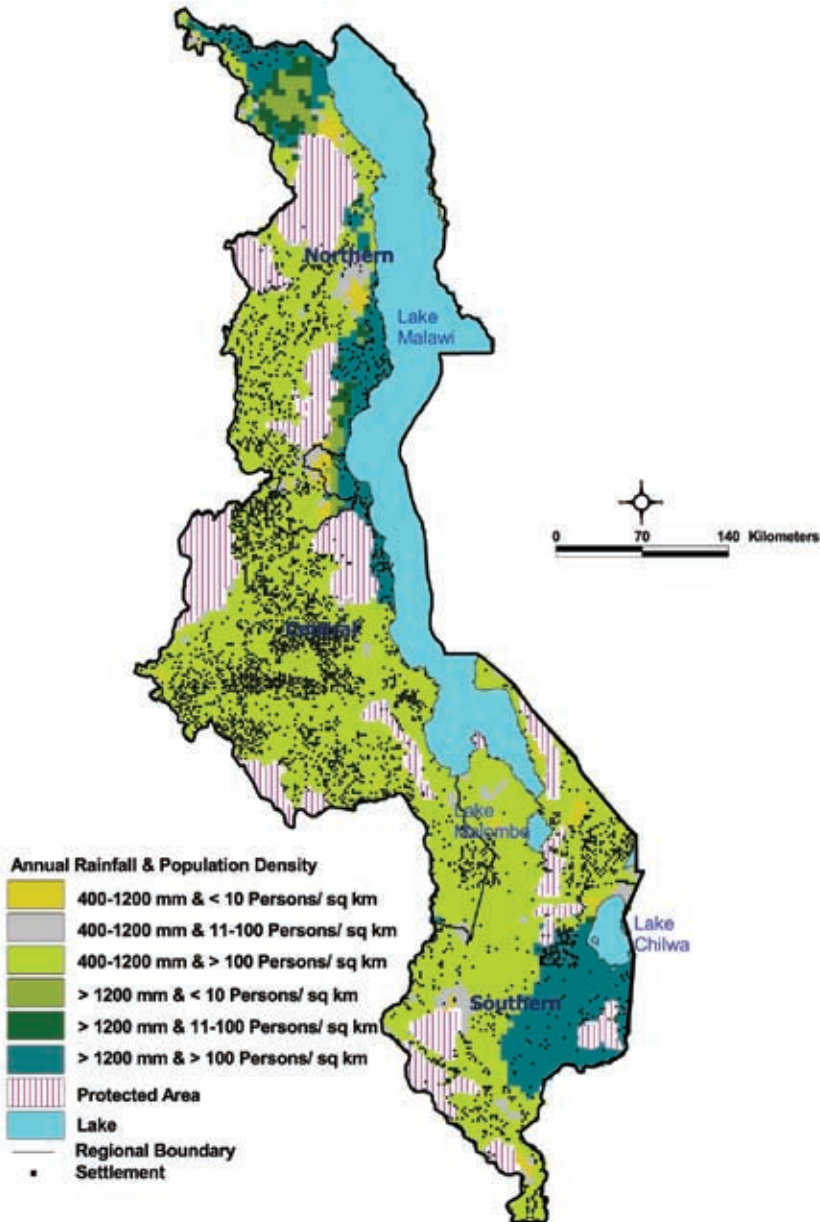 Northern
Lake
Malawi
0 70 140 Kilometers
Central
Lake
Malombe
Lake
Chilwa
Southern
Annual Rainfall & Population Density
400-1200 mm & < 10 Persons/ sq km
400-1200 mm & 11-100 Persons/ sq km
400-1200 mm & > 100 Persons/ sq km
> 1200 mm & < 10 Persons/ sq km
> 1200 mm & 11-100 Persons/ sq km
> 1200 mm & > 100 Persons/ sq km
Protected Area
Lake
Regional Boundary
Settlement